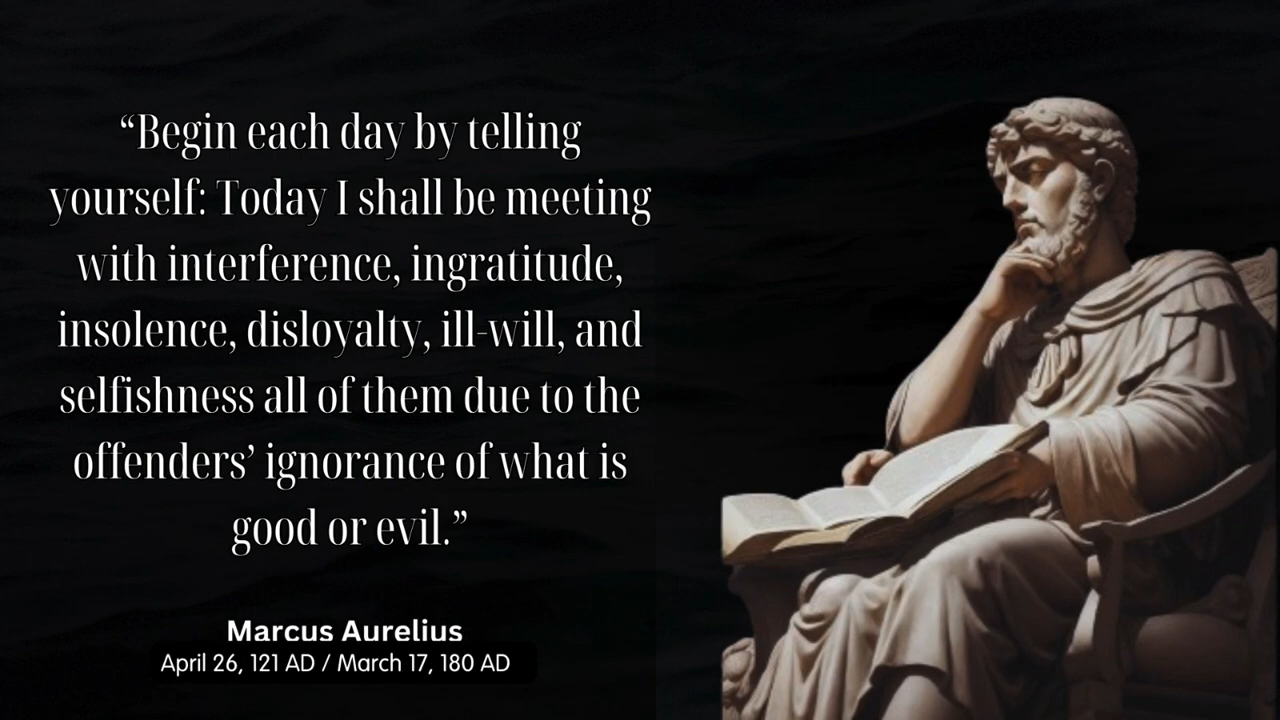 “Begin each day by telling
yourself: Today I shall be meeting
with interference, ingratitude,
insolence, disloyalty, ill-will, and
selfishness all of them due to the
offenders’ ignorance of what is
good or evil.”
Marcus Aurelius
April 26, 121 AD / March 17, 180 AD